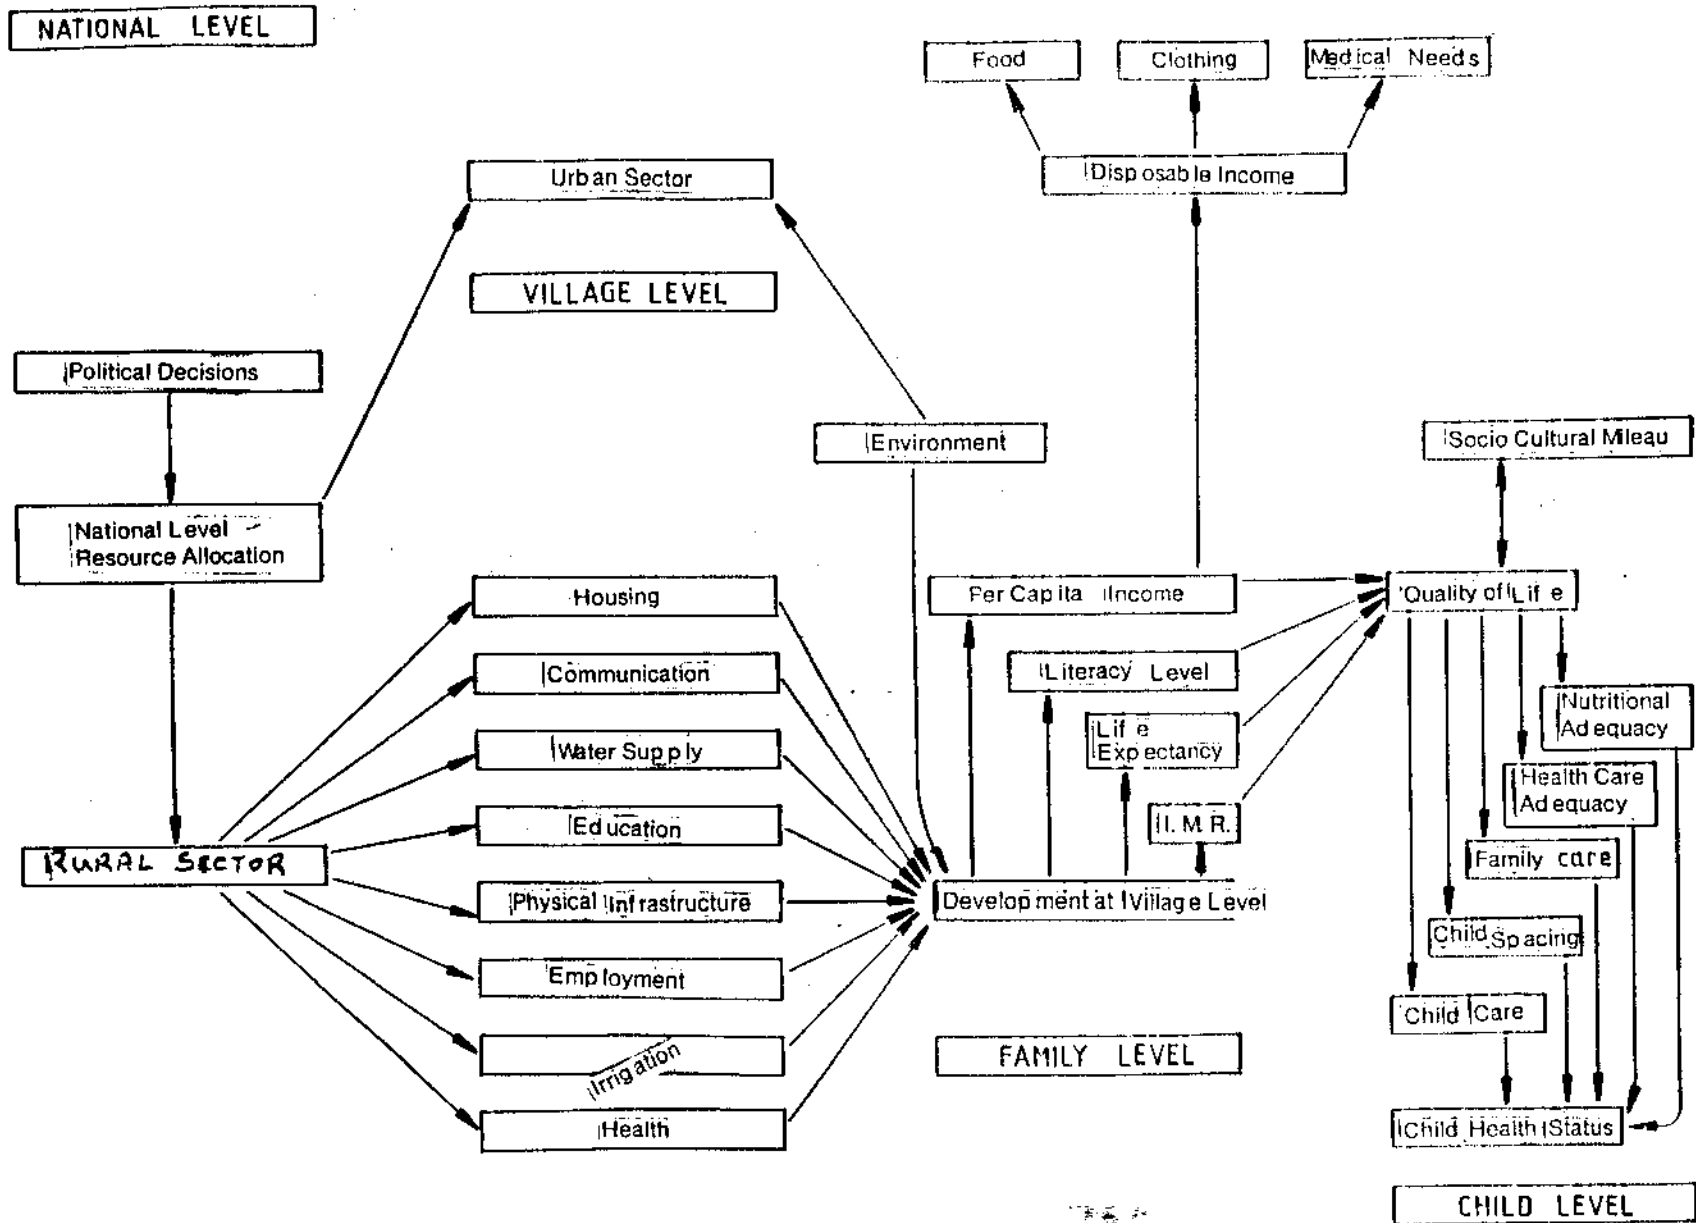 NATIONAL LEVEL
Food
Clothing
Medical Needs
Disposable Income
Urban Sector
VILLAGE LEVEL
Political Decisions
Environment
Socio Cultural Mileau
National Level
Resource Allocation
Housing
Per Capita Income
Quality of Life
Communication
Literacy Level
Nutritional
Adequacy
Life
Expectancy
Water Supply
Health Care
Adequacy
Education
I. M. R.
RURAL SECTOR
Family care
Physical Infrastructure
Development at Village Level
Child Spacing
Employment
Child Care
Irrigation
FAMILY LEVEL
Health
Child Health Status
CHILD LEVEL